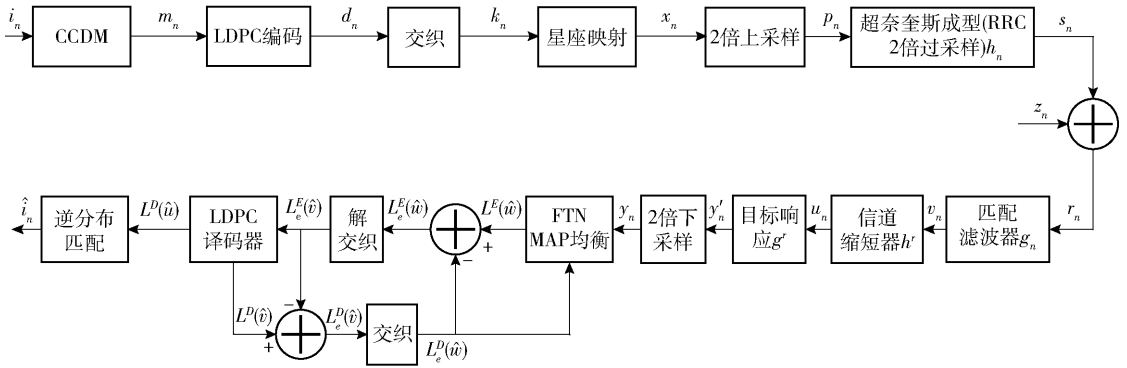 i_n
CCDM
m_n
LDPC编码
d_n
交织
k_n
星座映射
x_n
2倍上采样
p_n
超奈奎斯成型(RRC
2倍过采样)h_n
s_n
z_n
r_n
匹配
滤波器g_n
v_n
信道
缩短器h^r
u_n
目标响
应g^r
y'_n
2倍下
采样
y_n
FTN
MAP均衡
L^E(ŵ)
+
−
L_e^E(ŵ)
解
交织
L_e^E(v̂)
LDPC
译码器
L^D(û)
逆分布
匹配
î_n
L^D(v̂)
−
+
L_e^D(v̂)
交织
L_e^D(ŵ)